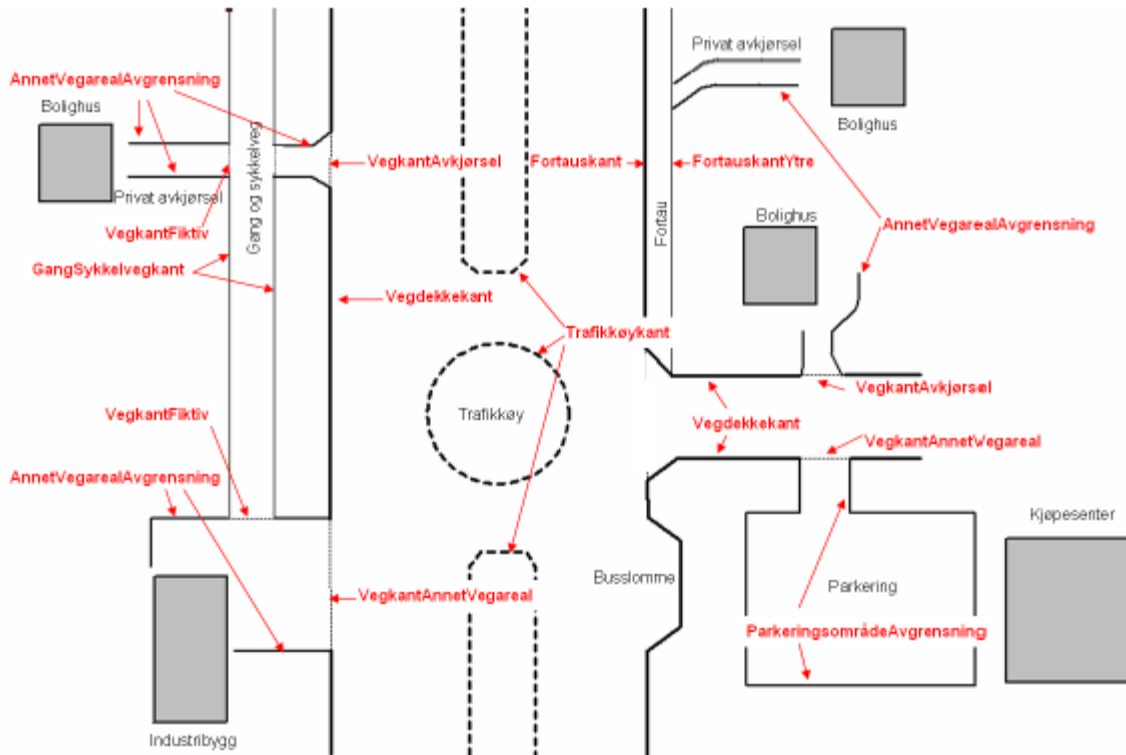 Privat avkjørsel
AnnetVegarealAvgrensning
Bolighus
Bolighus
VegkantAvkjørsel
Fortauskant
FortauskantYtre
Privat avkjørsel
Gang og sykkelveg
Fortau
Bolighus
AnnetVegarealAvgrensning
VegkantFiktiv
GangSykkelvegkant
Vegdekkekant
Trafikkøykant
VegkantAvkjørsel
VegkantFiktiv
Trafikkøy
Vegdekkekant
VegkantAnnetVegareal
AnnetVegarealAvgrensning
Kjøpesenter
Busslomme
Parkering
VegkantAnnetVegareal
ParkeringsområdeAvgrensning
Industribygg